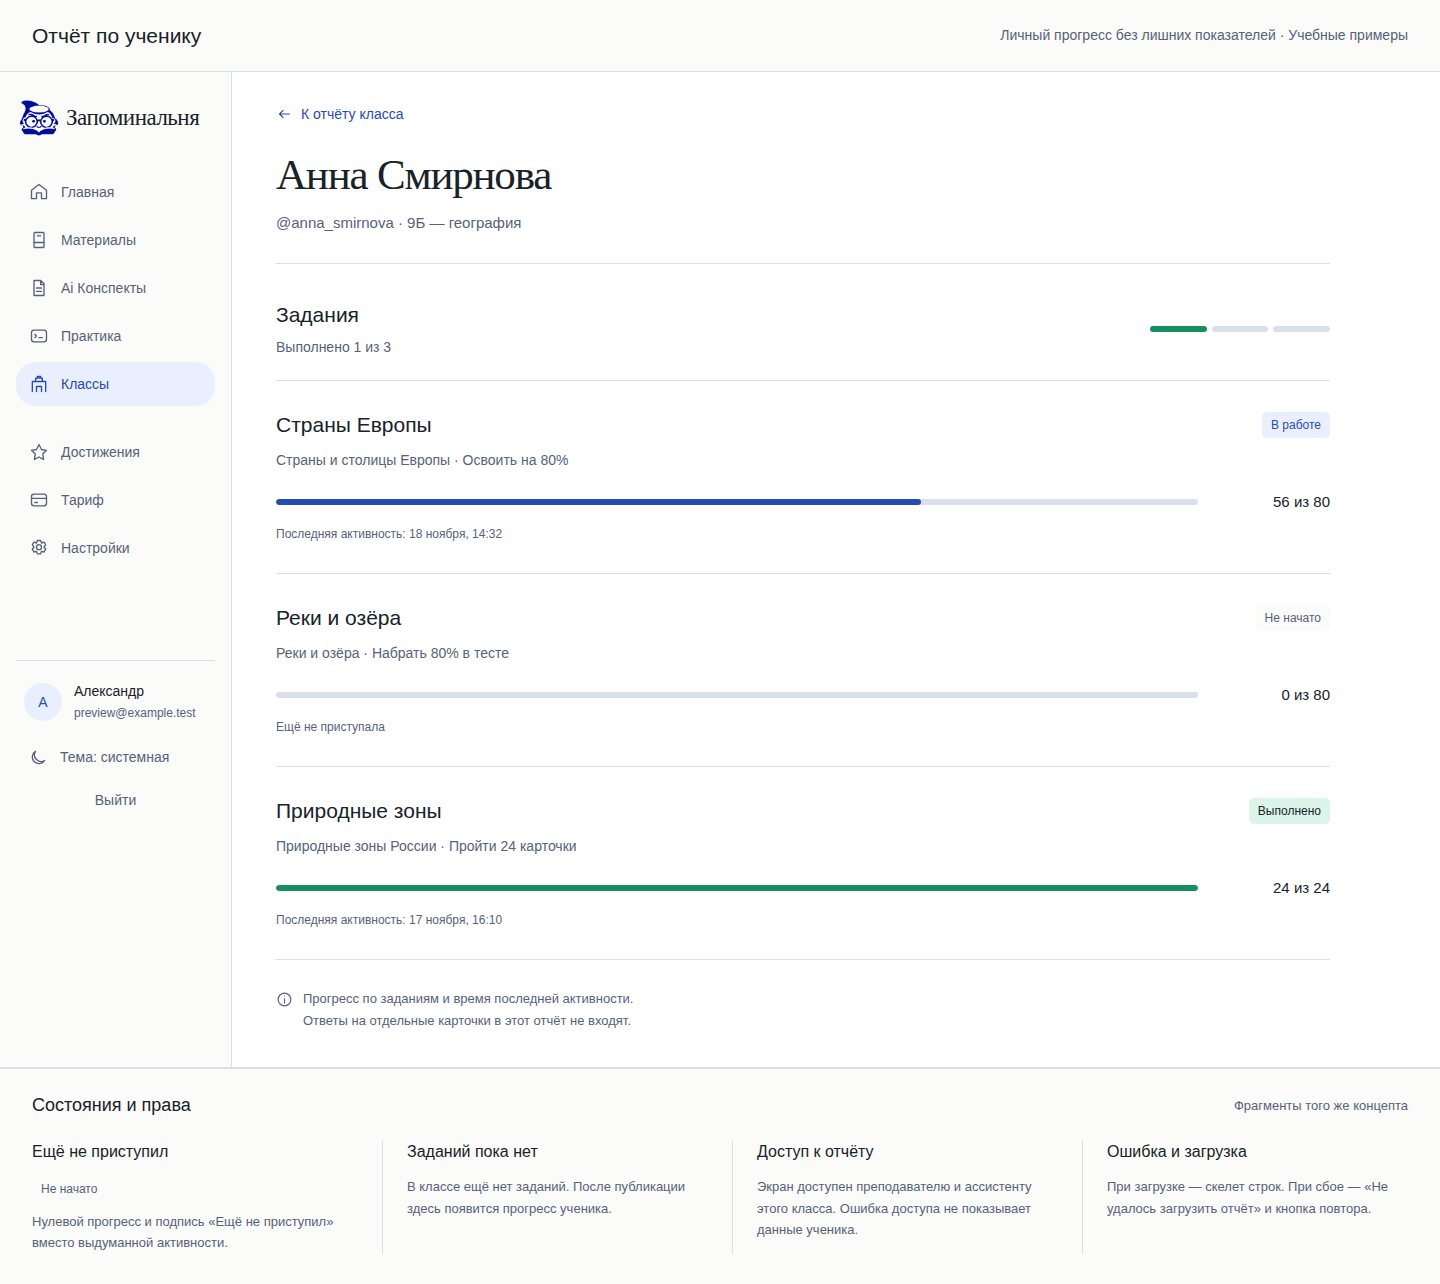 Отчёт по ученику
Личный прогресс без лишних показателей · Учебные примеры
Запоминальня
Главная
Материалы
Ai Конспекты
Практика
Классы
Достижения
Тариф
Настройки
А
Александр
preview@example.test
Тема: системная
Выйти
К отчёту класса
Анна Смирнова
@anna_smirnova · 9Б — география
Задания
Выполнено 1 из 3
Страны Европы
В работе
Страны и столицы Европы · Освоить на 80%
56 из 80
Последняя активность: 18 ноября, 14:32
Реки и озёра
Не начато
Реки и озёра · Набрать 80% в тесте
0 из 80
Ещё не приступала
Природные зоны
Выполнено
Природные зоны России · Пройти 24 карточки
24 из 24
Последняя активность: 17 ноября, 16:10
Прогресс по заданиям и время последней активности.
Ответы на отдельные карточки в этот отчёт не входят.
Состояния и права
Фрагменты того же концепта
Ещё не приступил
Не начато
Нулевой прогресс и подпись «Ещё не приступил»
вместо выдуманной активности.
Заданий пока нет
В классе ещё нет заданий. После публикации
здесь появится прогресс ученика.
Доступ к отчёту
Экран доступен преподавателю и ассистенту
этого класса. Ошибка доступа не показывает
данные ученика.
Ошибка и загрузка
При загрузке — скелет строк. При сбое — «Не
удалось загрузить отчёт» и кнопка повтора.